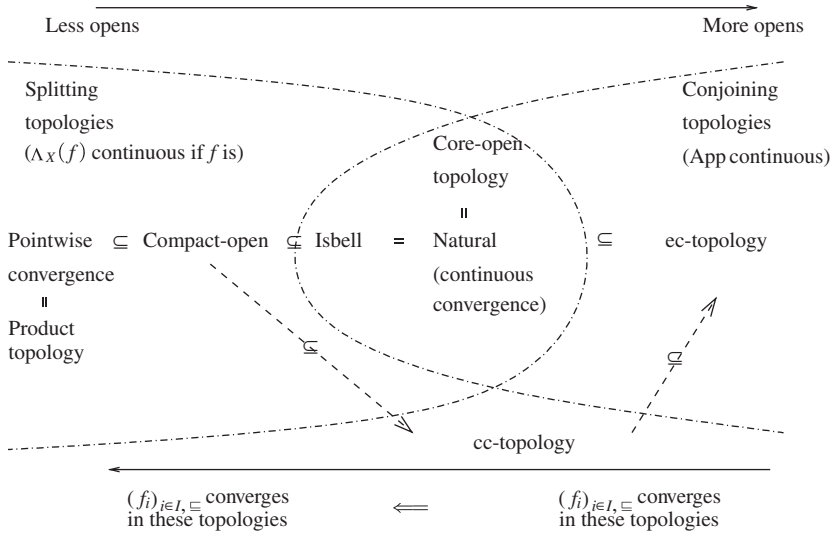 Less opens
More opens
Splitting
topologies
(Λ_X(f) continuous if f is)
Conjoining
topologies
(App continuous)
Core-open
topology
=
Pointwise ⊆ Compact-open ⊆ Isbell = Natural ⊆ ec-topology
convergence
(continuous
convergence)
=
Product
topology
⊆
⊆
cc-topology
(f_i)_{i∈I,⊑} converges
in these topologies
⟸
(f_i)_{i∈I,⊑} converges
in these topologies